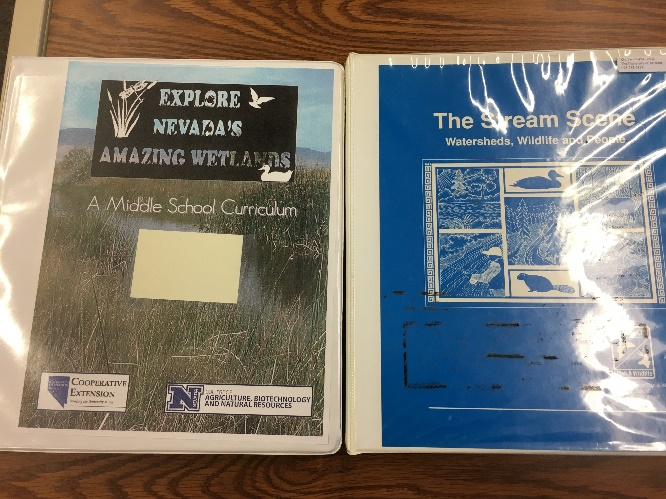 EXPLORE
NEVADA'S
AMAZING WETLANDS
A Middle School Curriculum
COOPERATIVE
EXTENSION
N
AGRICULTURE, BIOTECHNOLOGY
AND NATURAL RESOURCES
The Stream Scene
Watersheds, Wildlife and People
& Wildlife